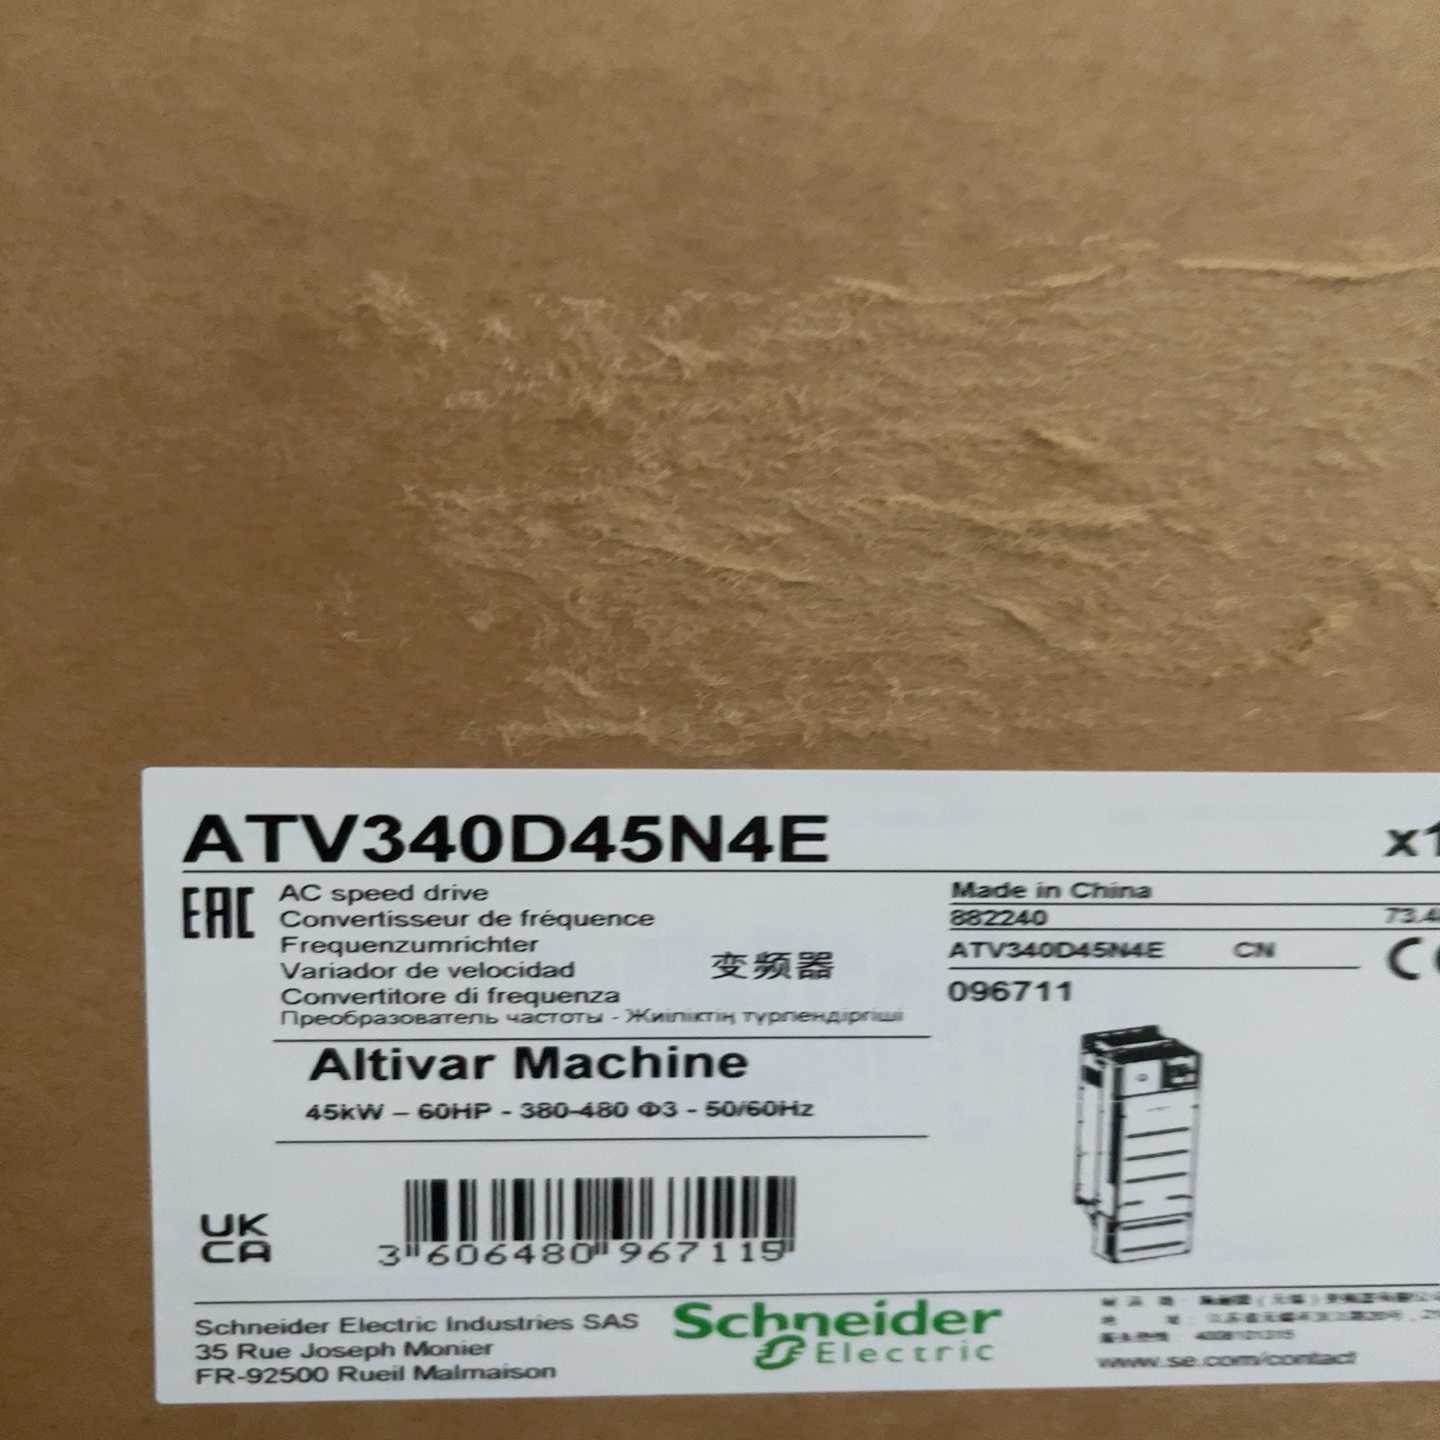 ATV340D45N4E
x1
EAC
AC speed drive
Convertisseur de fréquence
Frequenzumrichter
Variador de velocidad
变频器
Convertitore di frequenza
Преобразователь частоты - Жиіліктің түрлендіргіші
Made in China
882240
73.4
ATV340D45N4E CN
CE
096711
Altivar Machine
45kW – 60HP - 380-480 Φ3 - 50/60Hz
UK
CA
3 606480 967115
Schneider Electric Industries SAS
35 Rue Joseph Monier
FR-92500 Rueil Malmaison
Schneider
Electric
www.se.com/contact